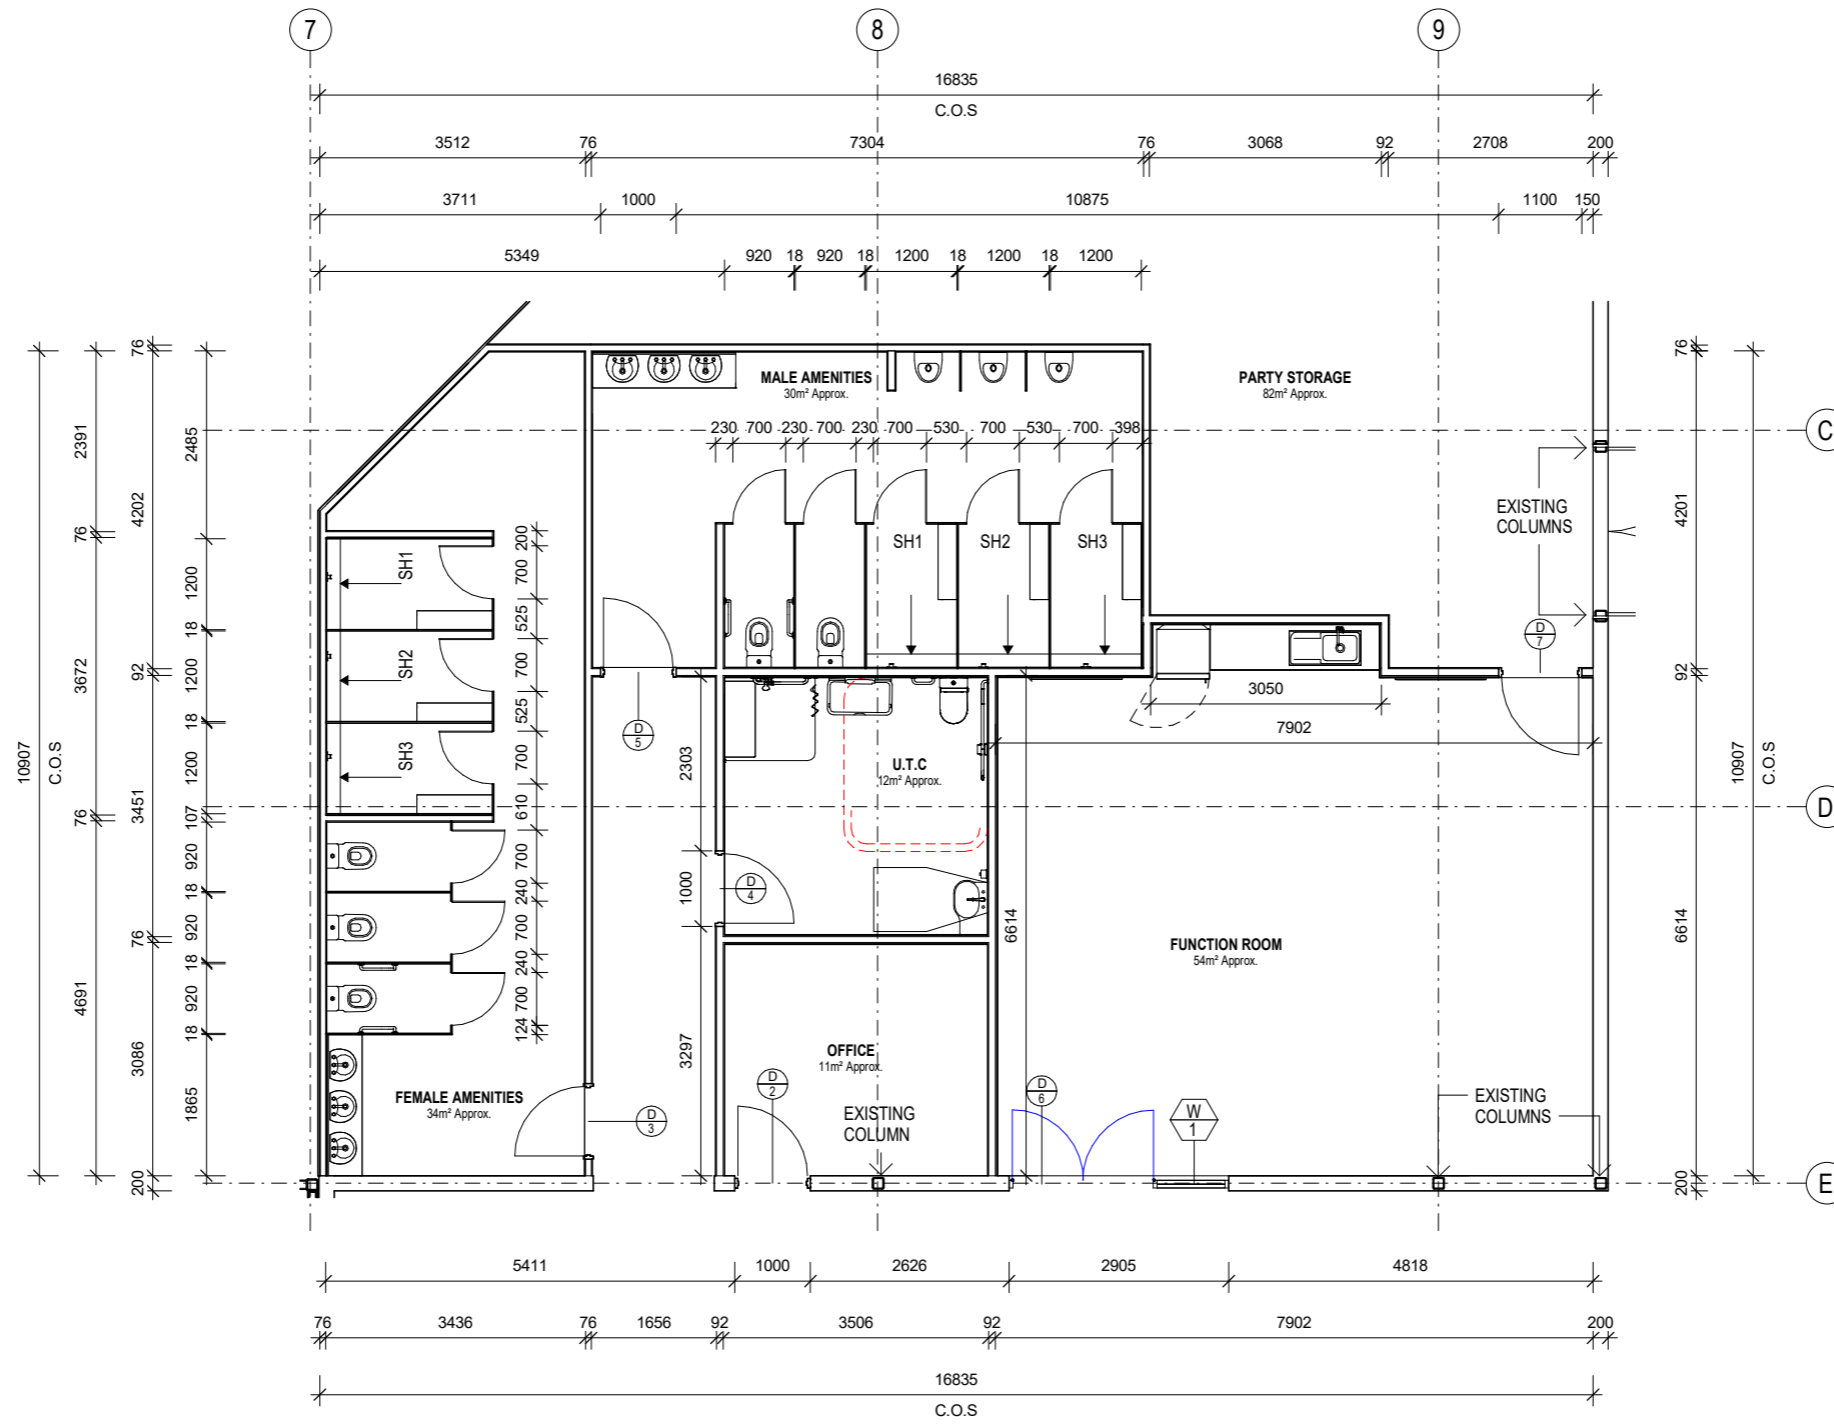 7 8 9
16835
C.O.S
3512 76 7304 76 3068 92 2708 200
3711 1000 10875 1100 150
5349 920 18 920 18 1200 18 1200 18 1200
MALE AMENITIES
30m² Approx.
PARTY STORAGE
82m² Approx.
230 700 230 700 230 700 530 700 530 700 398
C
EXISTING
COLUMNS
SH1 SH2 SH3
D
7
SH1
SH2
SH3
200
700
525
700
525
700
610
700
240
700
240
700
124
10907
C.O.S
2391
76
3672
76
4691
76
4202
92
3451
76
3086
200
2485
1200
18
1200
18
1200
107
920
18
920
18
920
18
1865
D
5
2303
1000
3297
U.T.C
12m² Approx.
D
4
3050
7902
6614
FUNCTION ROOM
54m² Approx.
76
4201
92
6614
200
10907
C.O.S
D
OFFICE
11m² Approx.
D
2
EXISTING
COLUMN
FEMALE AMENITIES
34m² Approx.
D
3
D
6
W
1
EXISTING
COLUMNS
E
5411 1000 2626 2905 4818
76 3436 76 1656 92 3506 92 7902 200
16835
C.O.S